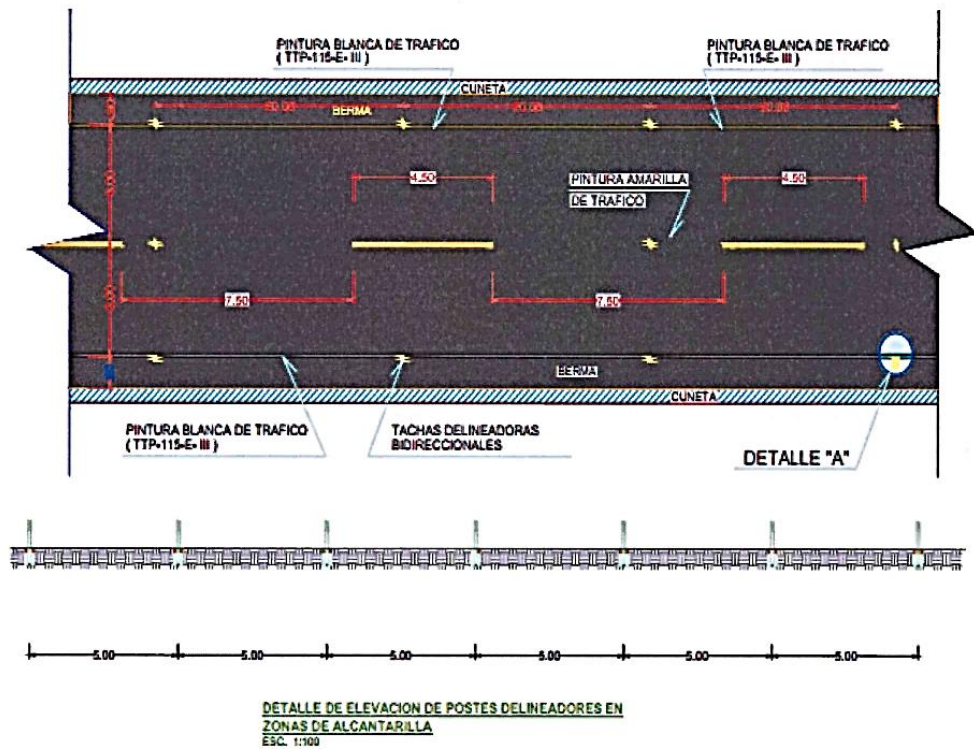 PINTURA BLANCA DE TRAFICO
( TTP-115-E- III )
PINTURA BLANCA DE TRAFICO
( TTP-115-E- III )
CUNETA
BERMA
4.50
PINTURA AMARILLA
DE TRAFICO
4.50
7.50
7.50
BERMA
CUNETA
PINTURA BLANCA DE TRAFICO
( TTP-115-E- III )
TACHAS DELINEADORAS
BIDIRECCIONALES
DETALLE "A"
5.00
5.00
5.00
5.00
5.00
5.00
DETALLE DE ELEVACION DE POSTES DELINEADORES EN
ZONAS DE ALCANTARILLA
ESC. 1:100